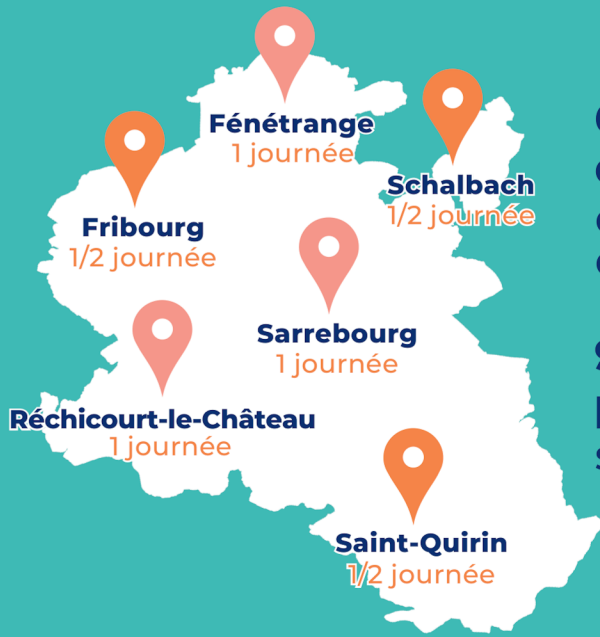 Fénétrange
1 journée
Schalbach
1/2 journée
Fribourg
1/2 journée
Sarrebourg
1 journée
Réchicourt-le-Château
1 journée
Saint-Quirin
1/2 journée